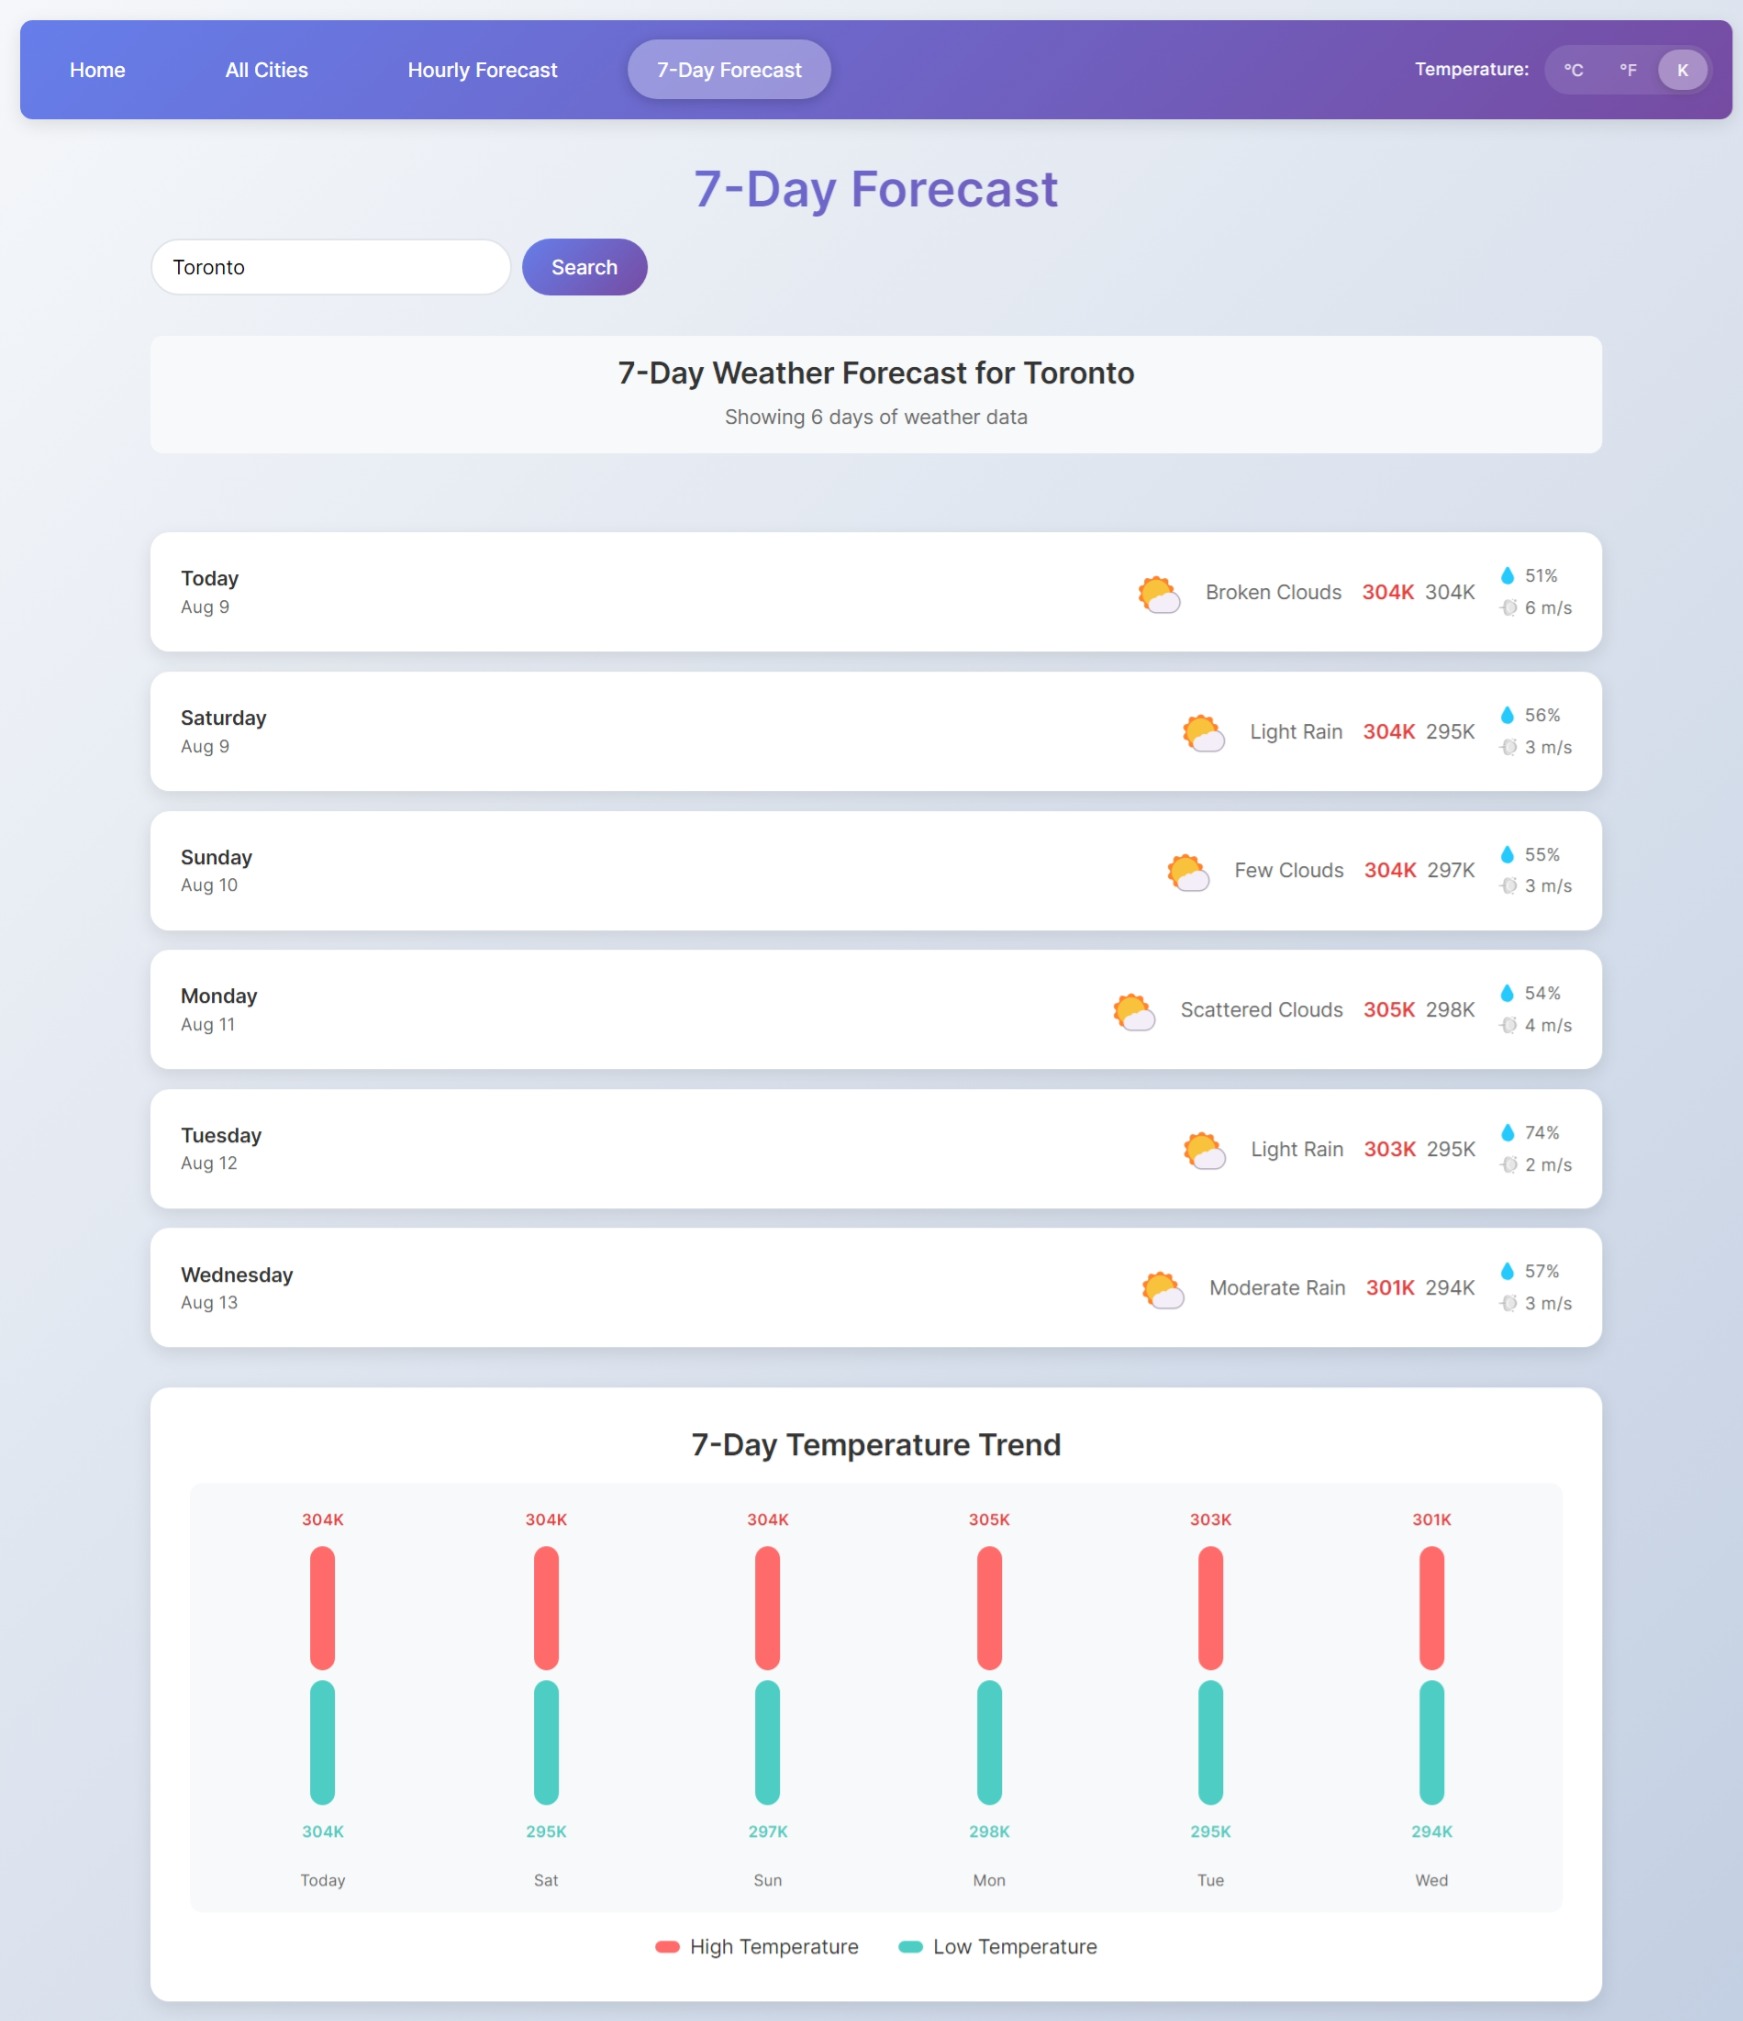 Home All Cities Hourly Forecast 7-Day Forecast Temperature: °C °F K
7-Day Forecast
Toronto Search
7-Day Weather Forecast for Toronto
Showing 6 days of weather data
Today
Aug 9
Broken Clouds 304K 304K
51%
6 m/s
Saturday
Aug 9
Light Rain 304K 295K
56%
3 m/s
Sunday
Aug 10
Few Clouds 304K 297K
55%
3 m/s
Monday
Aug 11
Scattered Clouds 305K 298K
54%
4 m/s
Tuesday
Aug 12
Light Rain 303K 295K
74%
2 m/s
Wednesday
Aug 13
Moderate Rain 301K 294K
57%
3 m/s
7-Day Temperature Trend
304K 304K 304K 305K 303K 301K
304K 295K 297K 298K 295K 294K
Today Sat Sun Mon Tue Wed
High Temperature Low Temperature